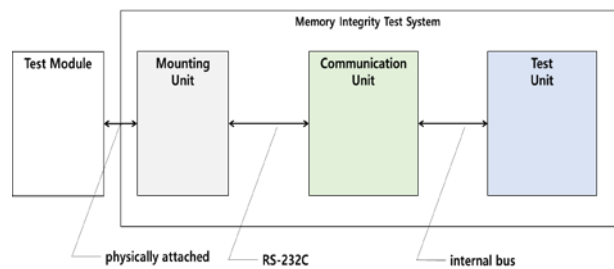 Memory Integrity Test System
Test Module
Mounting
Unit
Communication
Unit
Test
Unit
physically attached
RS-232C
internal bus